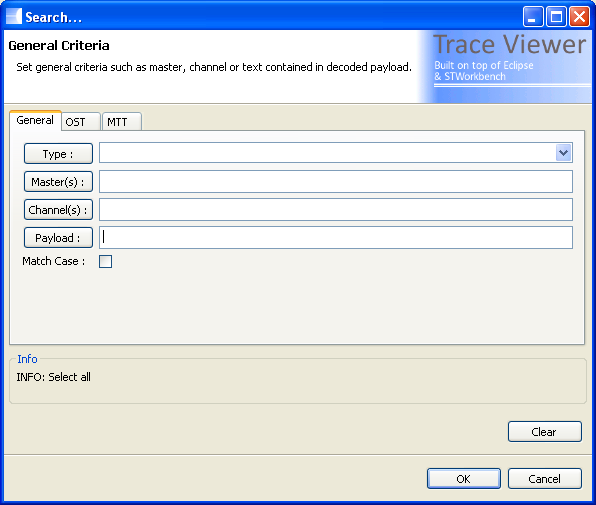 Search...
General Criteria
Set general criteria such as master, channel or text contained in decoded payload.
Trace Viewer
Built on top of Eclipse
& STWorkbench
General OST MTT
Type :
Master(s) :
Channel(s) :
Payload :
Match Case :
Info
INFO: Select all
Clear
OK Cancel